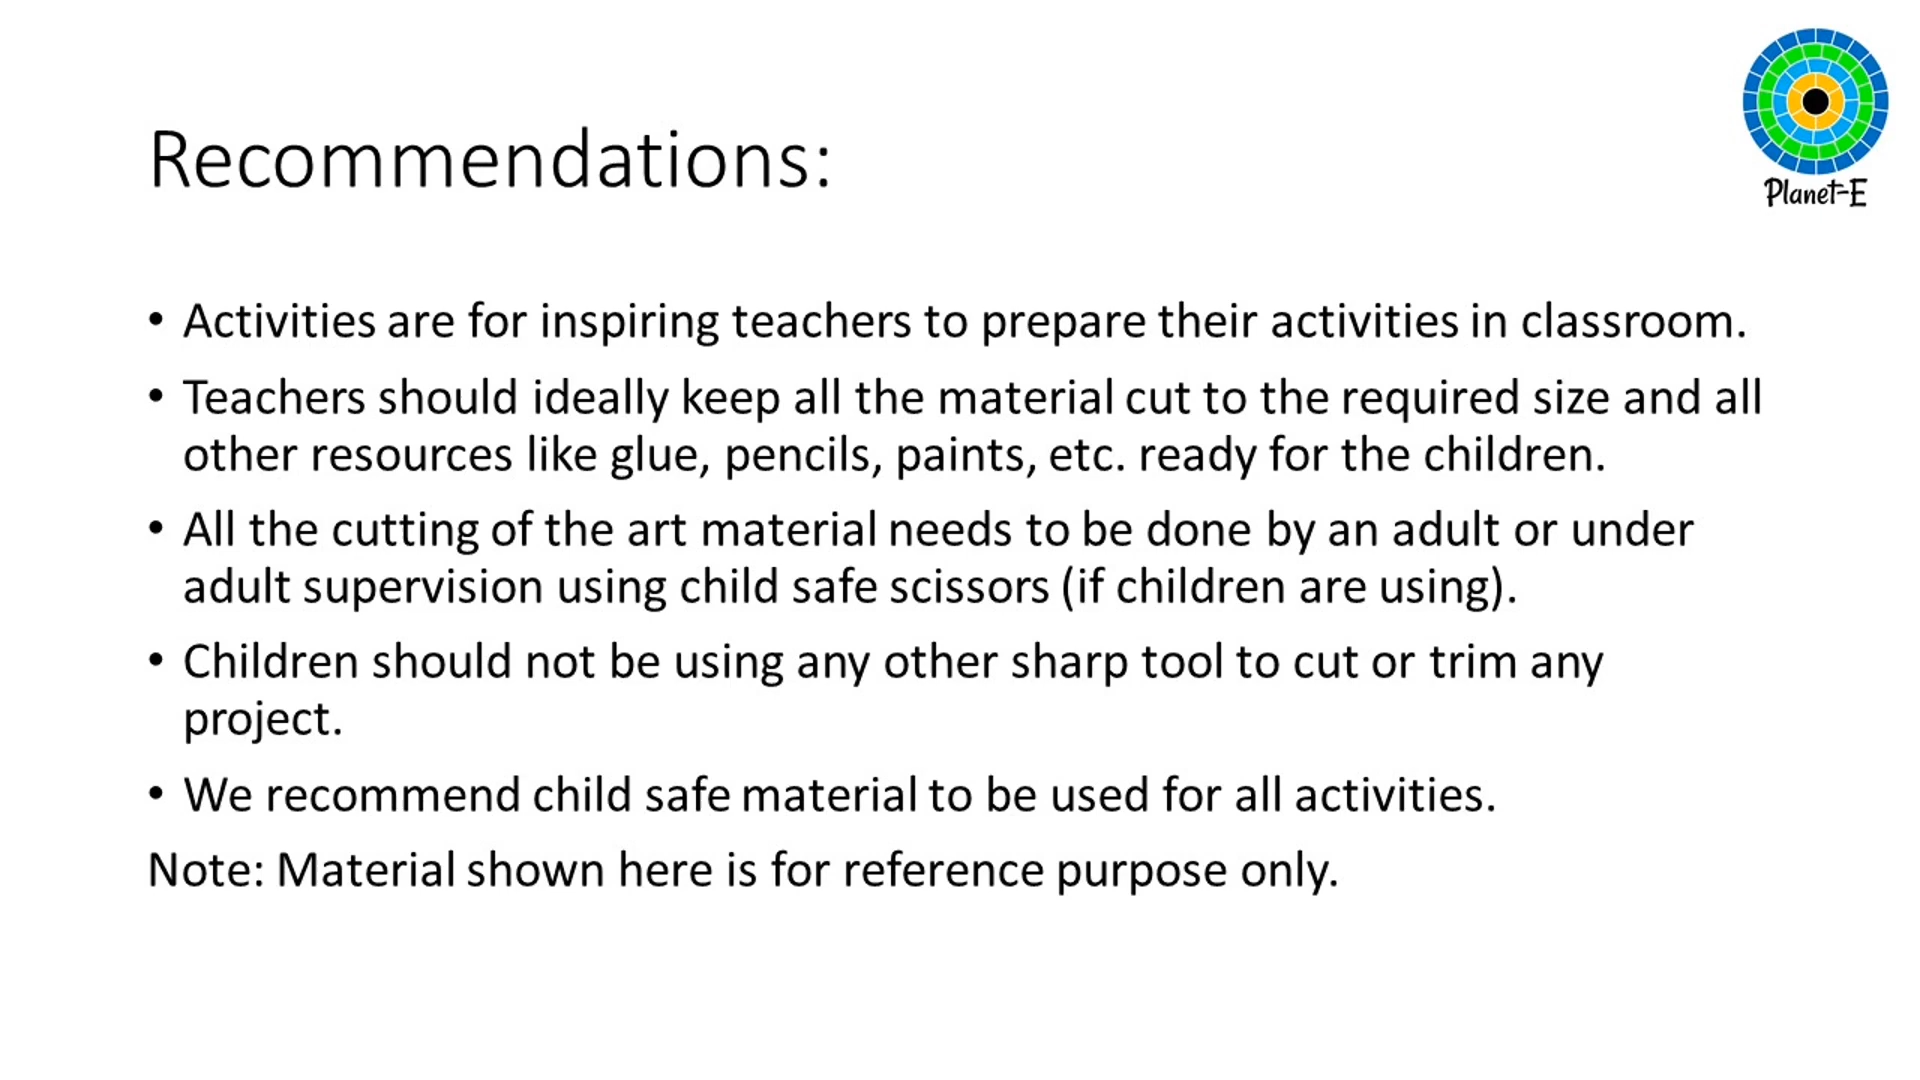 Planet-E
Recommendations:
• Activities are for inspiring teachers to prepare their activities in classroom.
• Teachers should ideally keep all the material cut to the required size and all
other resources like glue, pencils, paints, etc. ready for the children.
• All the cutting of the art material needs to be done by an adult or under
adult supervision using child safe scissors (if children are using).
• Children should not be using any other sharp tool to cut or trim any
project.
• We recommend child safe material to be used for all activities.
Note: Material shown here is for reference purpose only.